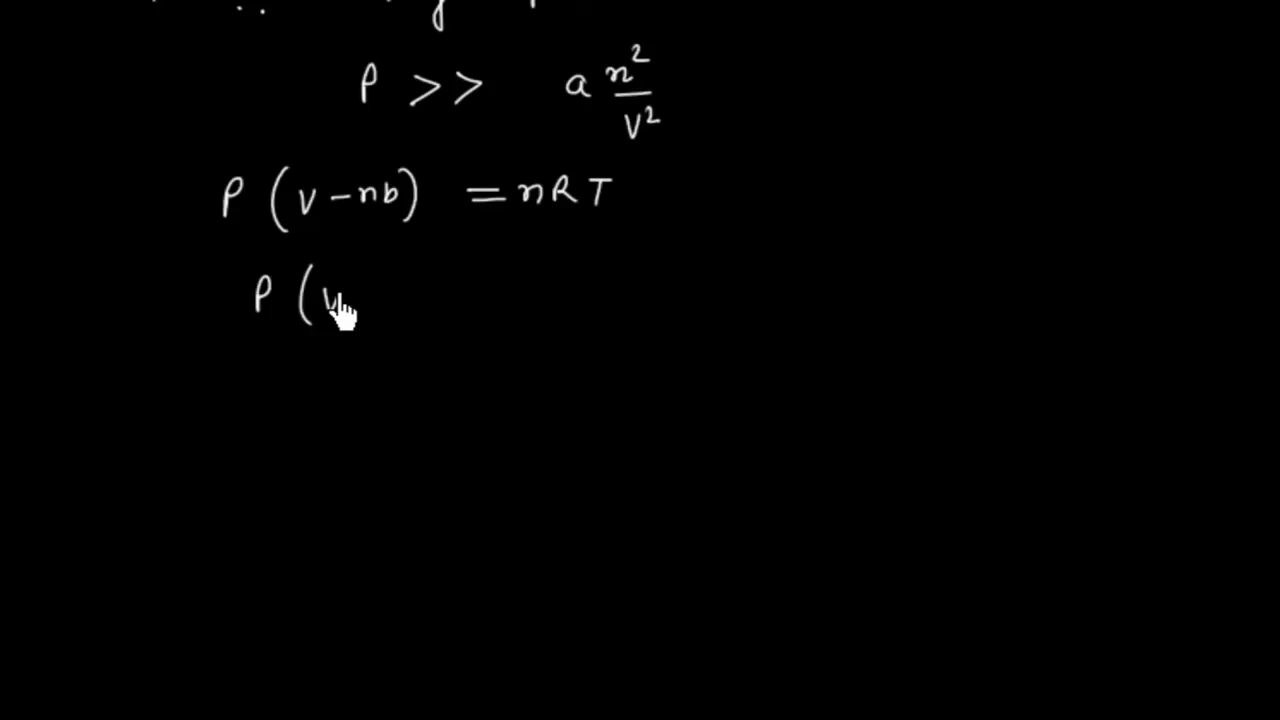 P >> a n²/V²
P (V - nb) = nRT
P (V